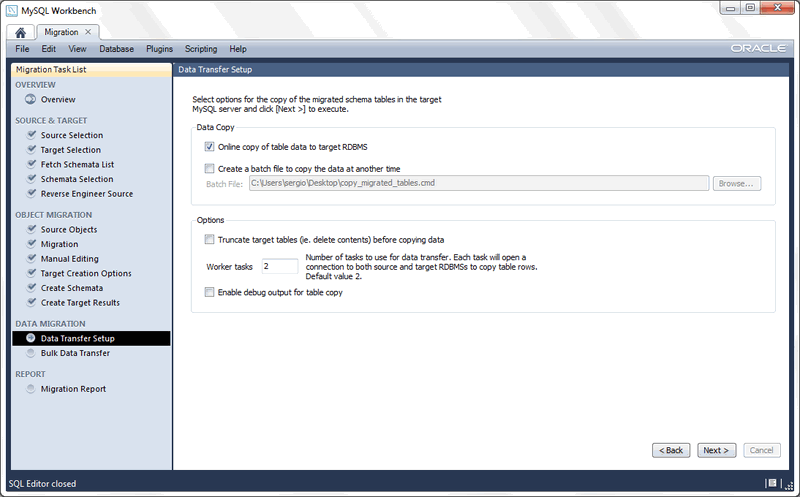 MySQL Workbench
Migration
File Edit View Database Plugins Scripting Help
ORACLE
Migration Task List
OVERVIEW
Overview
SOURCE & TARGET
Source Selection
Target Selection
Fetch Schemata List
Schemata Selection
Reverse Engineer Source
OBJECT MIGRATION
Source Objects
Migration
Manual Editing
Target Creation Options
Create Schemata
Create Target Results
DATA MIGRATION
Data Transfer Setup
Bulk Data Transfer
REPORT
Migration Report
Data Transfer Setup
Select options for the copy of the migrated schema tables in the target
MySQL server and click [Next >] to execute.
Data Copy
Online copy of table data to target RDBMS
Create a batch file to copy the data at another time
Batch File: C:\Users\sergio\Desktop\copy_migrated_tables.cmd Browse...
Options
Truncate target tables (ie. delete contents) before copying data
Worker tasks 2 Number of tasks to use for data transfer. Each task will open a
connection to both source and target RDBMSs to copy table rows.
Default value 2.
Enable debug output for table copy
< Back Next > Cancel
SQL Editor closed